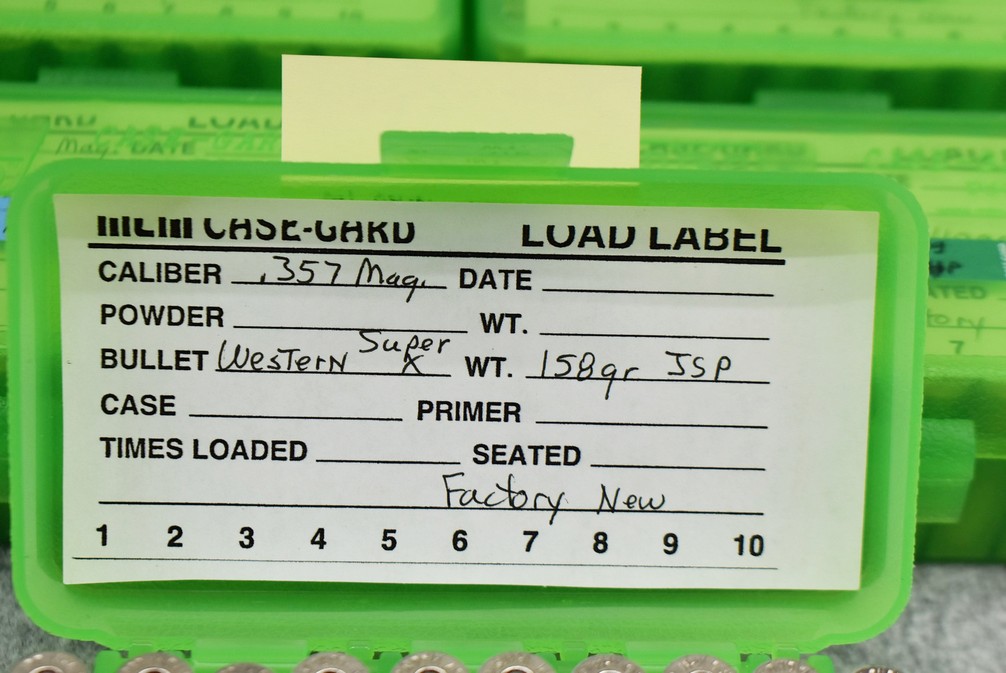 CASE-GARD LOAD LABEL
CALIBER .357 Mag. DATE
POWDER WT.
BULLET Western Super X WT. 158gr JSP
CASE PRIMER
TIMES LOADED SEATED
Factory New
1 2 3 4 5 6 7 8 9 10